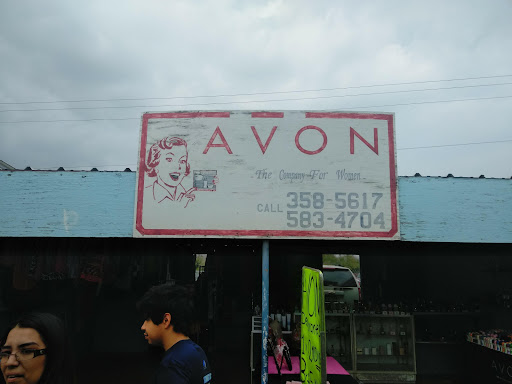 AVON
The Company For Women
CALL 358-5617
583-4704